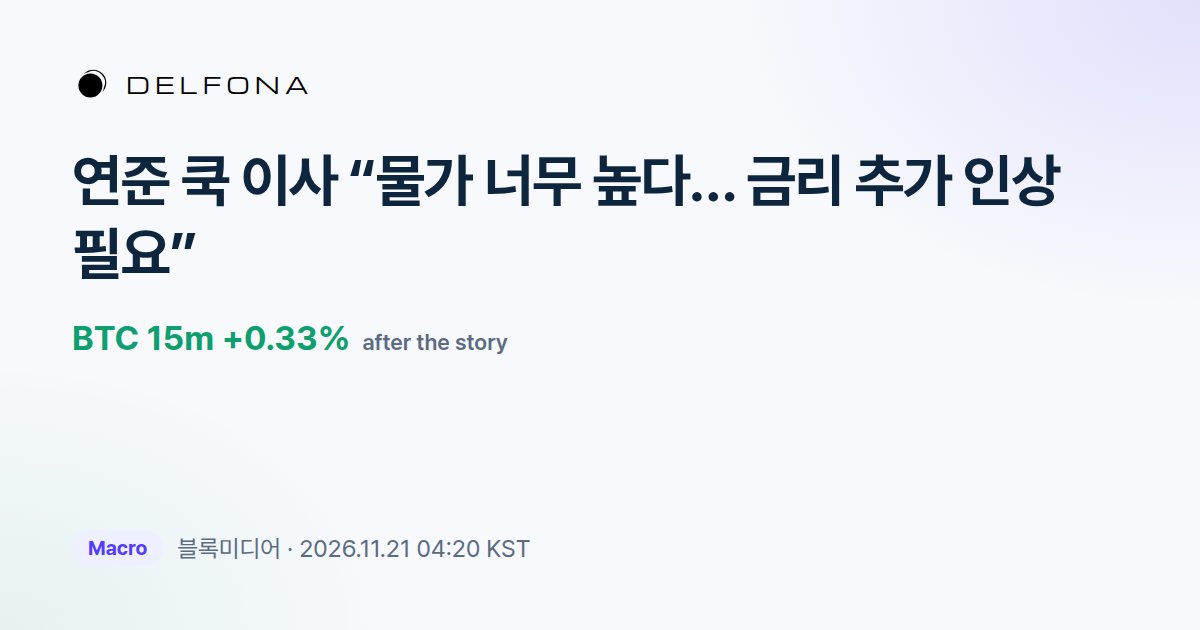 DELFONA
연준 쿡 이사 “물가 너무 높다… 금리 추가 인상
필요”
BTC 15m +0.33% after the story
Macro 블록미디어 · 2026.11.21 04:20 KST